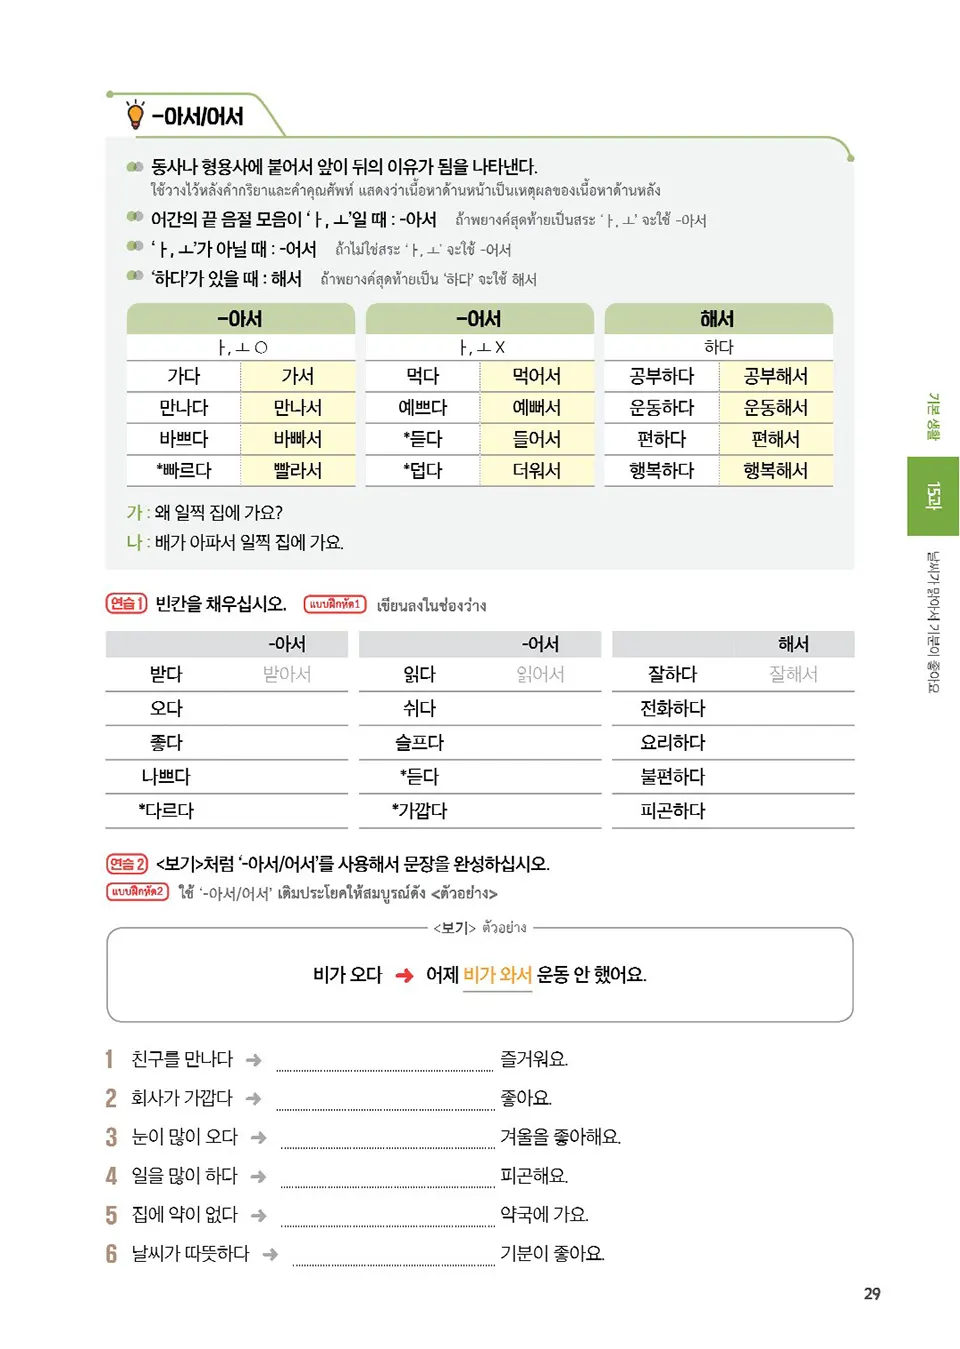 -아서/어서
동사나 형용사에 붙어서 앞이 뒤의 이유가 됨을 나타낸다.
ใช้วางไว้หลังคำกริยาและคำคุณศัพท์ แสดงว่าเนื้อหาด้านหน้าเป็นเหตุผลของเนื้อหาด้านหลัง
어간의 끝 음절 모음이 ‘ㅏ, ㅗ’일 때 : -아서 ถ้าพยางค์สุดท้ายเป็นสระ ‘ㅏ, ㅗ’ จะใช้ -아서
‘ㅏ, ㅗ’가 아닐 때 : -어서 ถ้าไม่ใช่สระ ‘ㅏ, ㅗ’ จะใช้ -어서
‘하다’가 있을 때 : 해서 ถ้าพยางค์สุดท้ายเป็น ‘하다’ จะใช้ 해서
-아서 -어서 해서
ㅏ, ㅗ O ㅏ, ㅗ X 하다
가다 가서 먹다 먹어서 공부하다 공부해서
만나다 만나서 예쁘다 예뻐서 운동하다 운동해서
바쁘다 바빠서 *듣다 들어서 편하다 편해서
*빠르다 빨라서 *덥다 더워서 행복하다 행복해서
가 : 왜 일찍 집에 가요?
나 : 배가 아파서 일찍 집에 가요.
연습 1 빈칸을 채우십시오. แบบฝึกหัด1 เขียนลงในช่องว่าง
-아서 -어서 해서
받다 받아서 읽다 읽어서 잘하다 잘해서
오다 쉬다 전화하다
좋다 슬프다 요리하다
나쁘다 *듣다 불편하다
*다르다 *가깝다 피곤하다
연습 2 <보기>처럼 ‘-아서/어서’를 사용해서 문장을 완성하십시오.
แบบฝึกหัด2 ใช้ ‘-아서/어서’ เติมประโยคให้สมบูรณ์ดัง <ตัวอย่าง>
<보기> ตัวอย่าง
비가 오다 ➜ 어제 비가 와서 운동 안 했어요.
1 친구를 만나다 ➜ 즐거워요.
2 회사가 가깝다 ➜ 좋아요.
3 눈이 많이 오다 ➜ 겨울을 좋아해요.
4 일을 많이 하다 ➜ 피곤해요.
5 집에 약이 없다 ➜ 약국에 가요.
6 날씨가 따뜻하다 ➜ 기분이 좋아요.
기본 생활
15과
날씨가 맑아서 기분이 좋아요
29